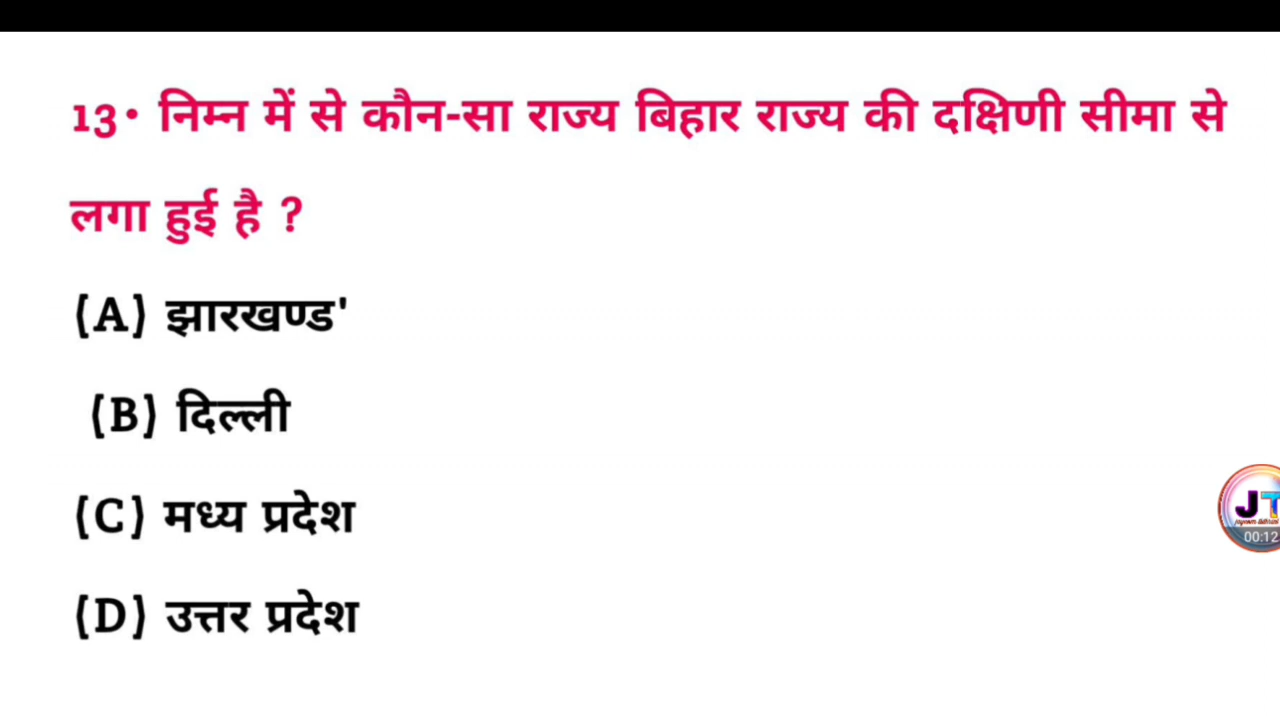 13• निम्न में से कौन-सा राज्य बिहार राज्य की दक्षिणी सीमा से
लगा हुई है ?
(A) झारखण्ड'
(B) दिल्ली
(C) मध्य प्रदेश
(D) उत्तर प्रदेश
JT
00:12